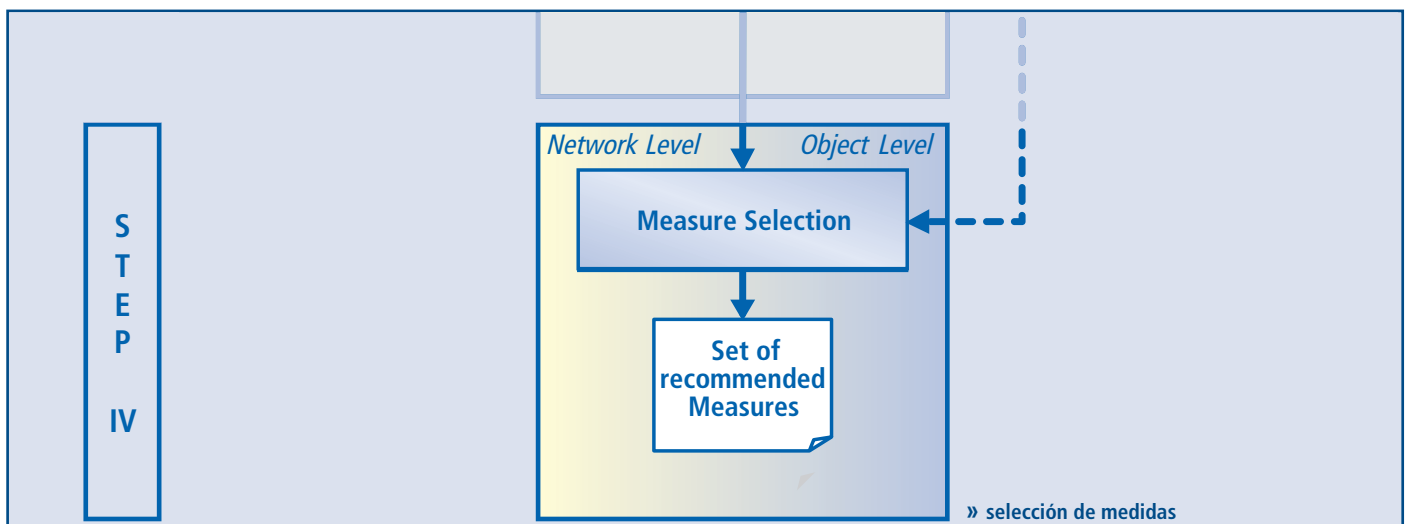 Network Level Object Level
Measure Selection
S
T
E
P
IV
Set of
recommended
Measures
» selección de medidas